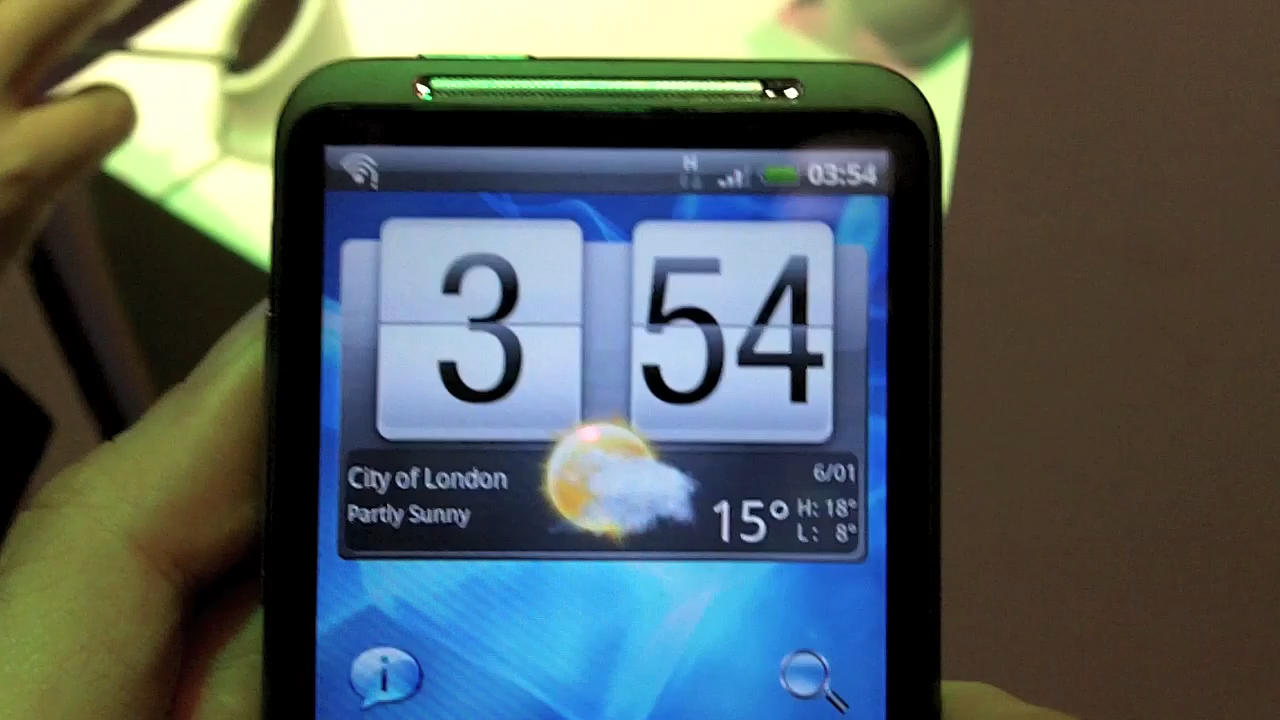 H
03:54
3 54
City of London
6/01
Partly Sunny
15° H: 18°
L: 8°
i